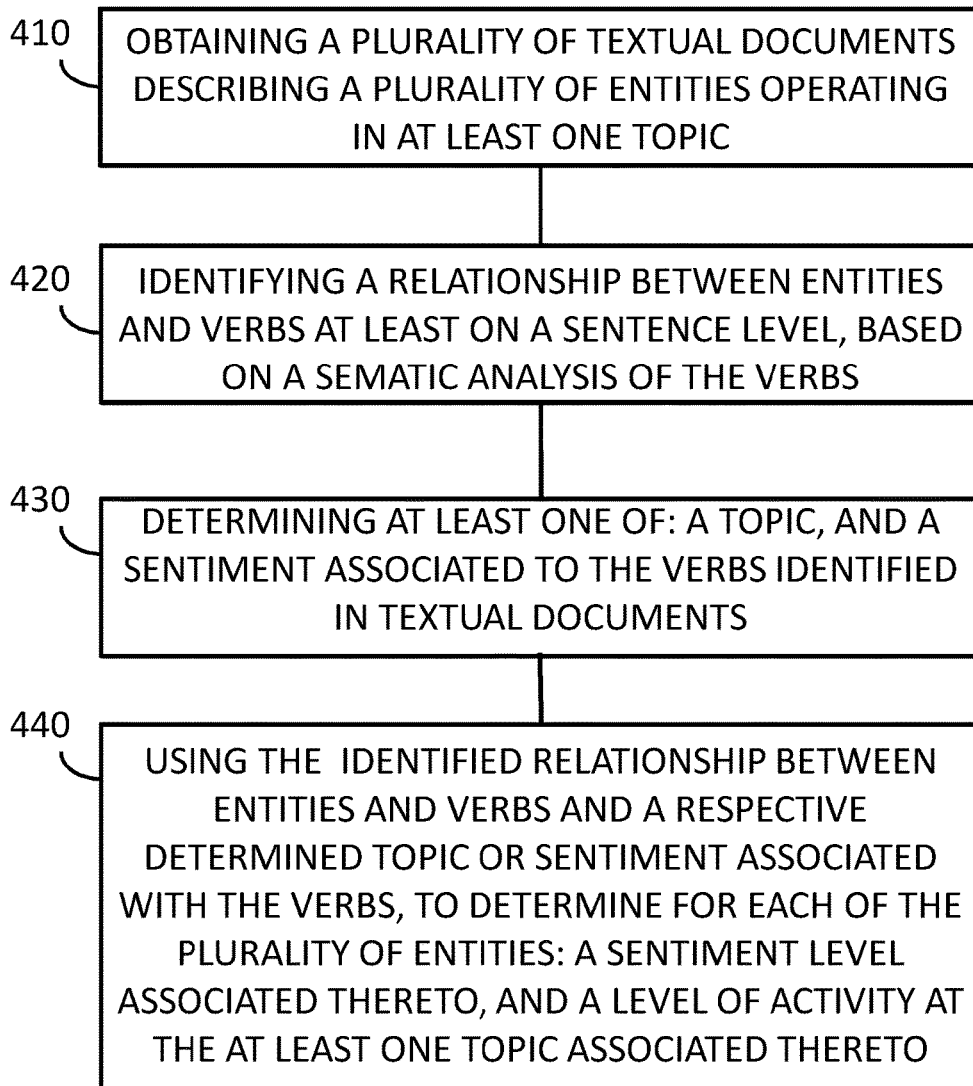 410
OBTAINING A PLURALITY OF TEXTUAL DOCUMENTS
DESCRIBING A PLURALITY OF ENTITIES OPERATING
IN AT LEAST ONE TOPIC
420
IDENTIFYING A RELATIONSHIP BETWEEN ENTITIES
AND VERBS AT LEAST ON A SENTENCE LEVEL, BASED
ON A SEMATIC ANALYSIS OF THE VERBS
430
DETERMINING AT LEAST ONE OF: A TOPIC, AND A
SENTIMENT ASSOCIATED TO THE VERBS IDENTIFIED
IN TEXTUAL DOCUMENTS
440
USING THE IDENTIFIED RELATIONSHIP BETWEEN
ENTITIES AND VERBS AND A RESPECTIVE
DETERMINED TOPIC OR SENTIMENT ASSOCIATED
WITH THE VERBS, TO DETERMINE FOR EACH OF THE
PLURALITY OF ENTITIES: A SENTIMENT LEVEL
ASSOCIATED THERETO, AND A LEVEL OF ACTIVITY AT
THE AT LEAST ONE TOPIC ASSOCIATED THERETO